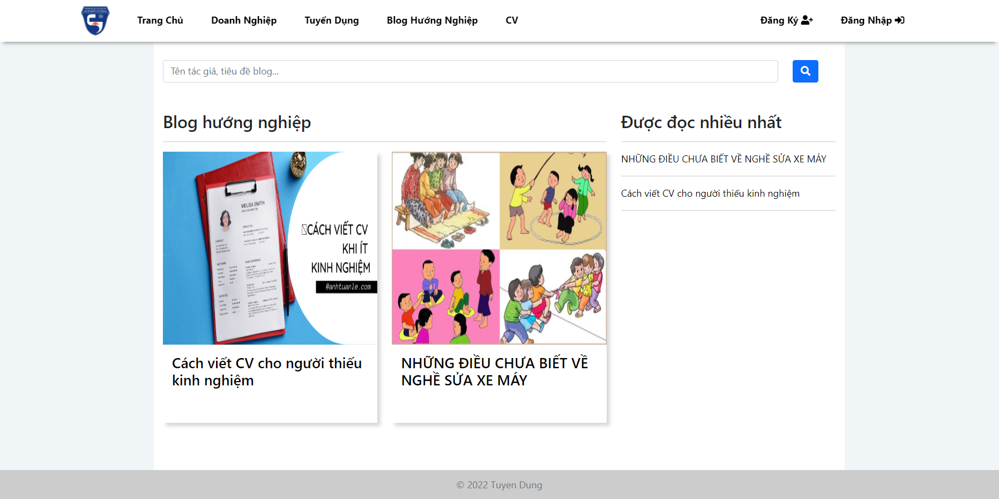 Trang Chủ
Doanh Nghiệp
Tuyển Dụng
Blog Hướng Nghiệp
CV
Đăng Ký
Đăng Nhập
Tên tác giả, tiêu đề blog...
Blog hướng nghiệp
Được đọc nhiều nhất
NHỮNG ĐIỀU CHƯA BIẾT VỀ NGHỀ SỬA XE MÁY
Cách viết CV cho người thiếu kinh nghiệm
MELISA SMITH
CÁCH VIẾT CV
KHI ÍT
KINH NGHIỆM
@anhtuanle.com
Cách viết CV cho người thiếu
kinh nghiệm
NHỮNG ĐIỀU CHƯA BIẾT VỀ
NGHỀ SỬA XE MÁY
© 2022 Tuyen Dung